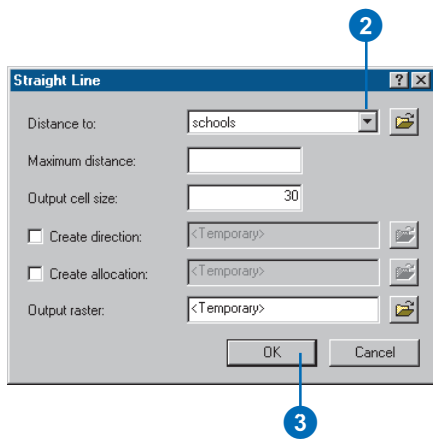 2
Straight Line ? ×
Distance to: schools
Maximum distance:
Output cell size: 30
Create direction: <Temporary>
Create allocation: <Temporary>
Output raster: <Temporary>
OK Cancel
3